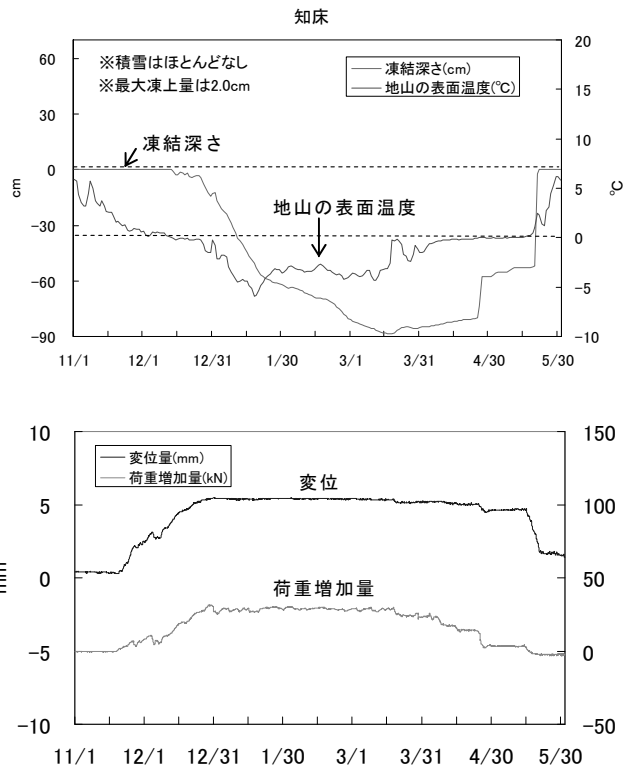 知床
※積雪はほとんどなし
※最大凍上量は2.0cm
凍結深さ(cm)
地山の表面温度(℃)
凍結深さ
地山の表面温度
60
30
0
−30
−60
−90
cm
20
15
10
5
0
−5
−10
℃
11/1 12/1 12/31 1/30 3/1 3/31 4/30 5/30
変位量(mm)
荷重増加量(kN)
変位
荷重増加量
10
5
0
−5
−10
mm
150
100
50
0
−50
11/1 12/1 12/31 1/30 3/1 3/31 4/30 5/30